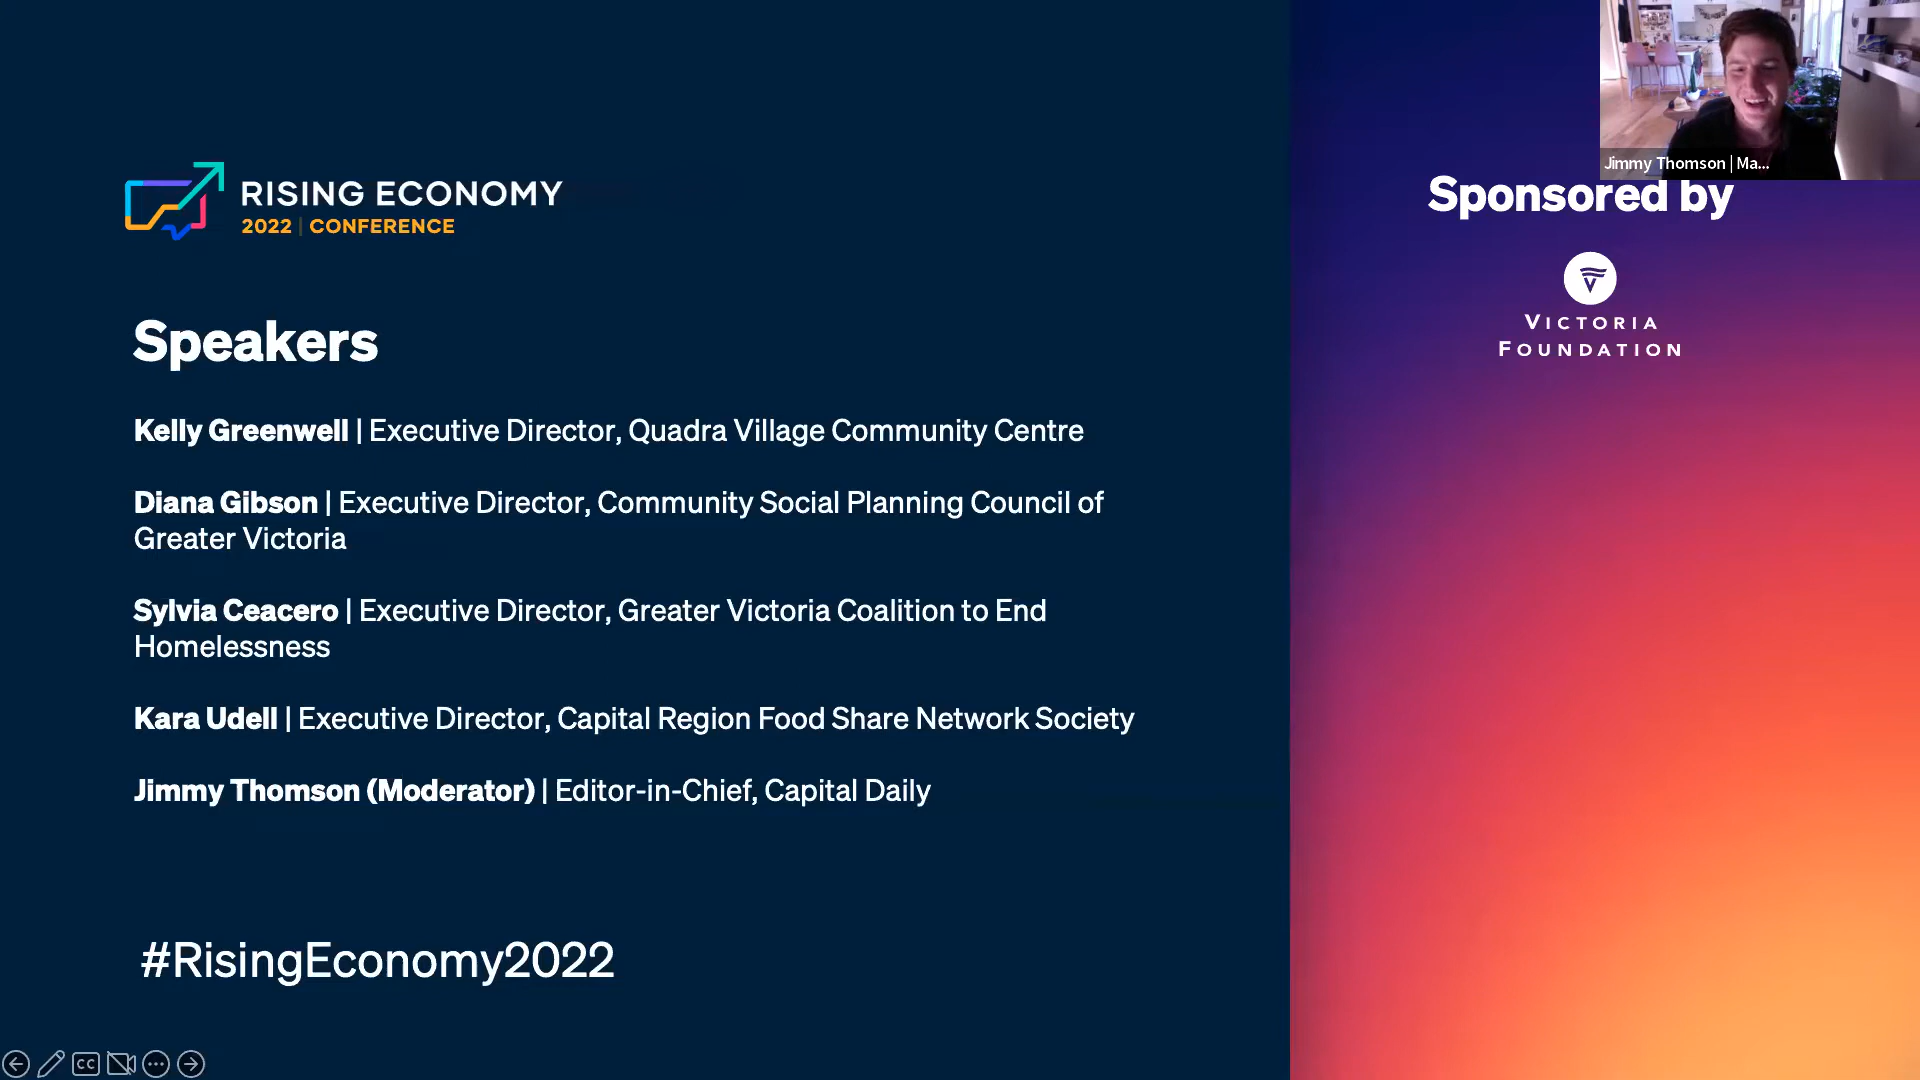 Jimmy Thomson | Ma...
RISING ECONOMY
2022 | CONFERENCE
Sponsored by
VICTORIA
FOUNDATION
Speakers
Kelly Greenwell | Executive Director, Quadra Village Community Centre
Diana Gibson | Executive Director, Community Social Planning Council of
Greater Victoria
Sylvia Ceacero | Executive Director, Greater Victoria Coalition to End
Homelessness
Kara Udell | Executive Director, Capital Region Food Share Network Society
Jimmy Thomson (Moderator) | Editor-in-Chief, Capital Daily
#RisingEconomy2022
CC